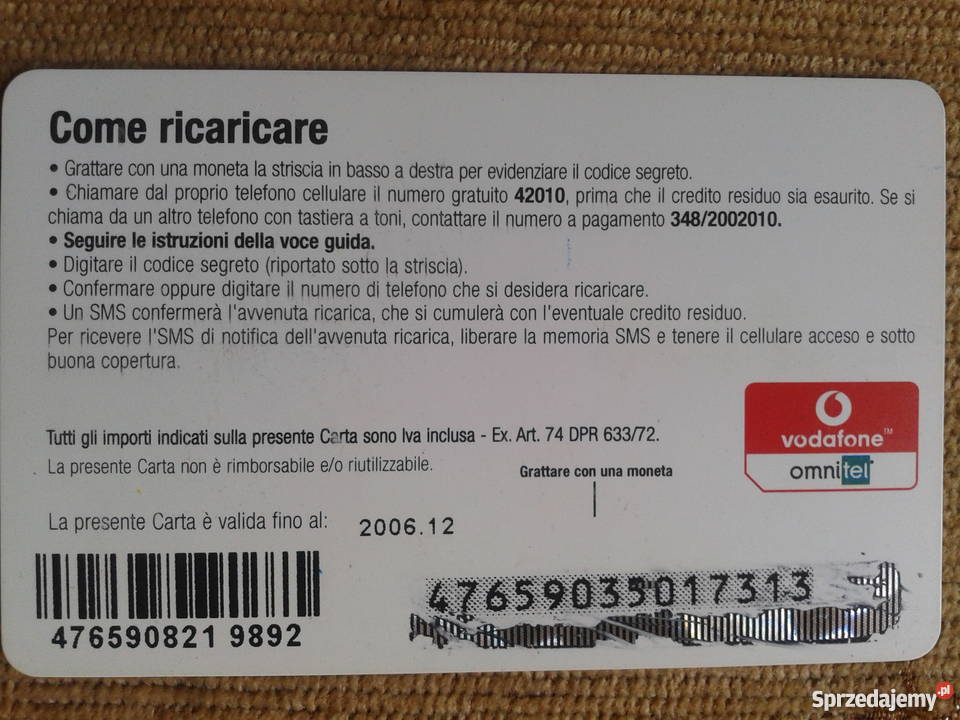 Come ricaricare
• Grattare con una moneta la striscia in basso a destra per evidenziare il codice segreto.
• Chiamare dal proprio telefono cellulare il numero gratuito 42010, prima che il credito residuo sia esaurito. Se si
chiama da un altro telefono con tastiera a toni, contattare il numero a pagamento 348/2002010.
• Seguire le istruzioni della voce guida.
• Digitare il codice segreto (riportato sotto la striscia).
• Confermare oppure digitare il numero di telefono che si desidera ricaricare.
• Un SMS confermerà l'avvenuta ricarica, che si cumulerà con l'eventuale credito residuo.
Per ricevere l'SMS di notifica dell'avvenuta ricarica, liberare la memoria SMS e tenere il cellulare acceso e sotto
buona copertura.
vodafone™
omnitel
Tutti gli importi indicati sulla presente Carta sono Iva inclusa - Ex. Art. 74 DPR 633/72.
La presente Carta non è rimborsabile e/o riutilizzabile.
Grattare con una moneta
La presente Carta è valida fino al: 2006.12
47659035017313
476590821 9892
Sprzedajemy.pl